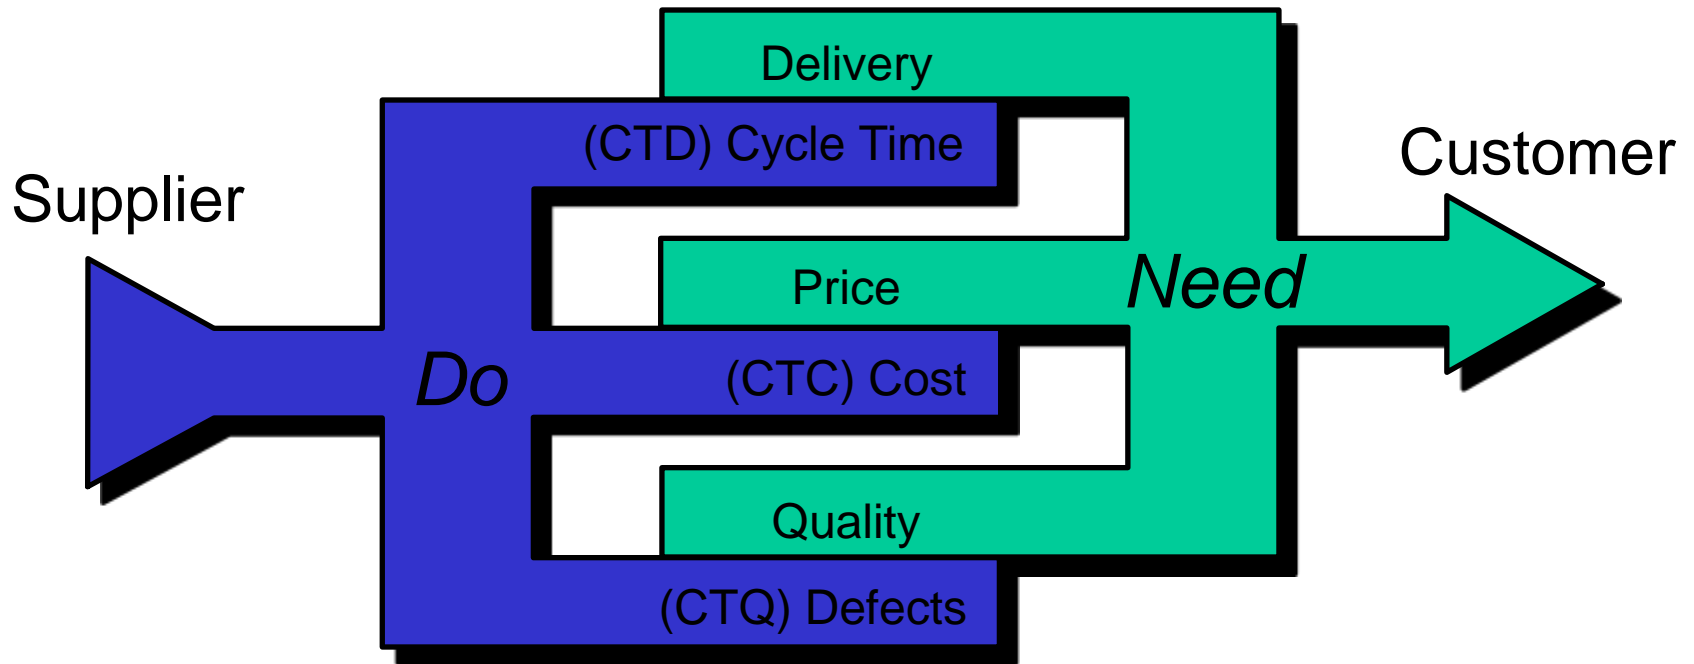 Delivery
(CTD) Cycle Time
Customer
Supplier
Price
Need
Do
(CTC) Cost
Quality
(CTQ) Defects